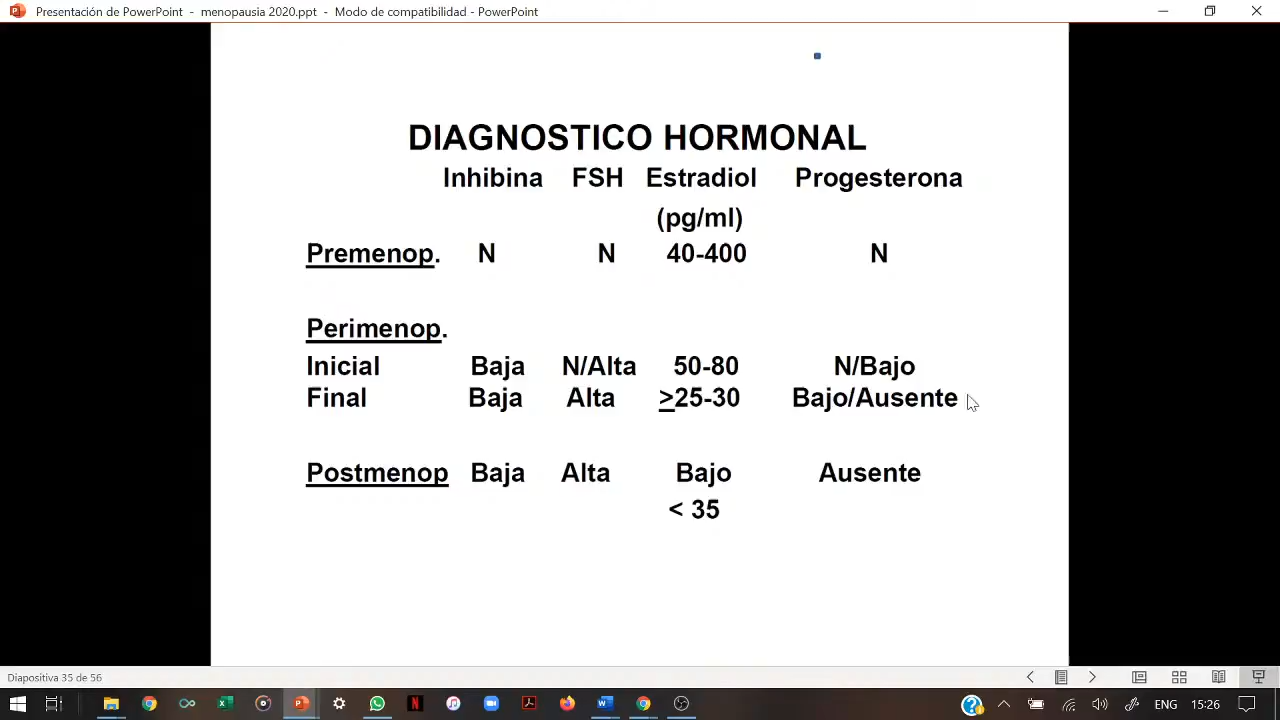 Presentación de PowerPoint - menopausia 2020.ppt - Modo de compatibilidad - PowerPoint
DIAGNOSTICO HORMONAL
Inhibina FSH Estradiol Progesterona
(pg/ml)
Premenop. N N 40-400 N
Perimenop.
Inicial Baja N/Alta 50-80 N/Bajo
Final Baja Alta >25-30 Bajo/Ausente
Postmenop Baja Alta Bajo Ausente
< 35
Diapositiva 35 de 56
ENG 15:26